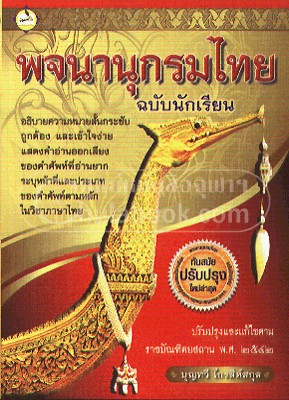 พจนานุกรมไทย
ฉบับนักเรียน
อธิบายความหมายสั้นกระชับ
ถูกต้อง และเข้าใจง่าย
แสดงคำอ่านออกเสียง
ของคำศัพท์ที่อ่านยาก
ระบุหน้าที่และประเภท
ของคำศัพท์ตามหลัก
ในวิชาภาษาไทย
ทันสมัย
ปรับปรุง
ใหม่ล่าสุด
ปรับปรุงและแก้ไขตาม
ราชบัณฑิตยสถาน พ.ศ. ๒๕๔๒
บุญทวี